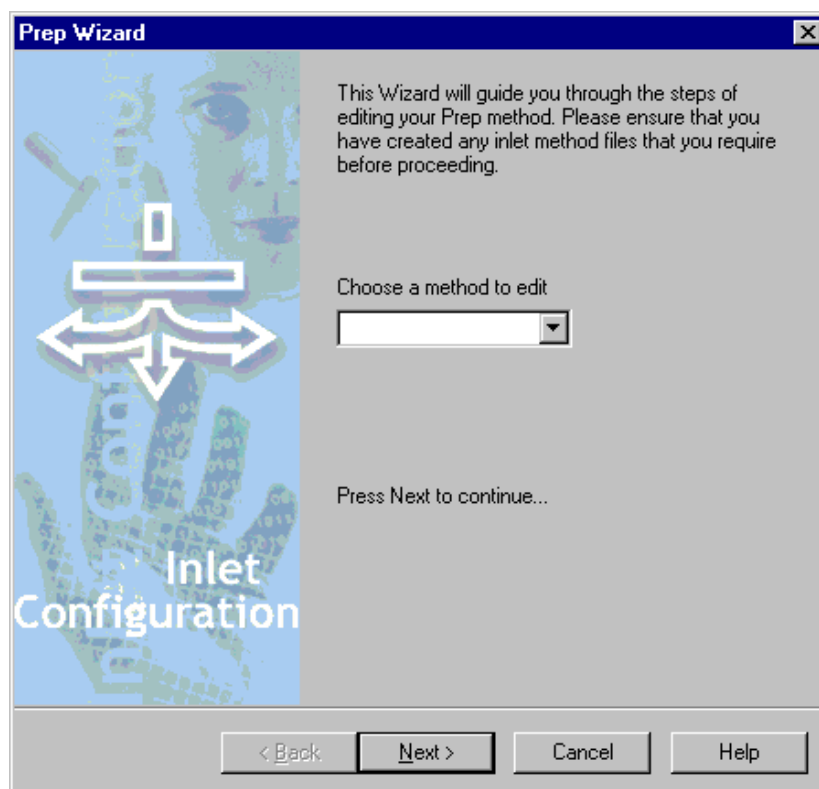 Prep Wizard
This Wizard will guide you through the steps of
editing your Prep method. Please ensure that you
have created any inlet method files that you require
before proceeding.
Choose a method to edit
Press Next to continue...
Inlet
Configuration
< Back
Next >
Cancel
Help